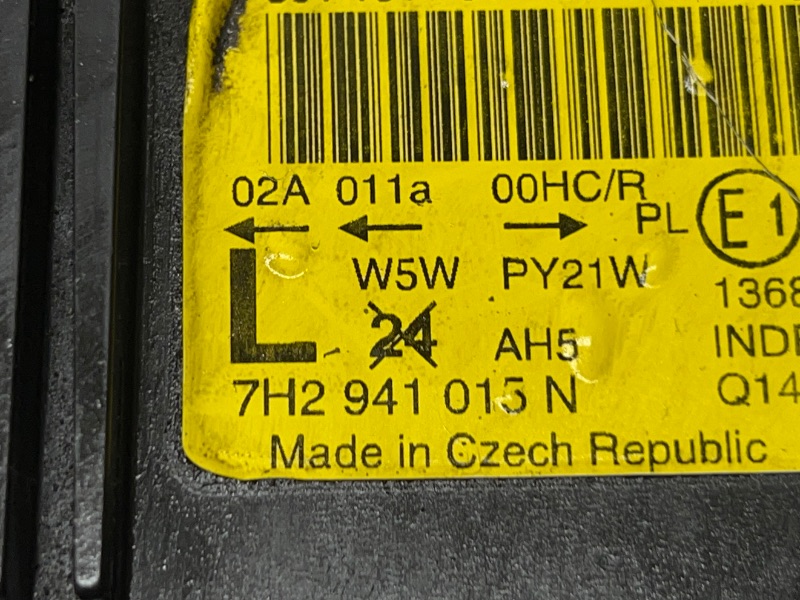 02A 011a 00HC/R
PL E1
L W5W PY21W
24 AH5
1368
INDE
7H2 941 015 N
Q14
Made in Czech Republic